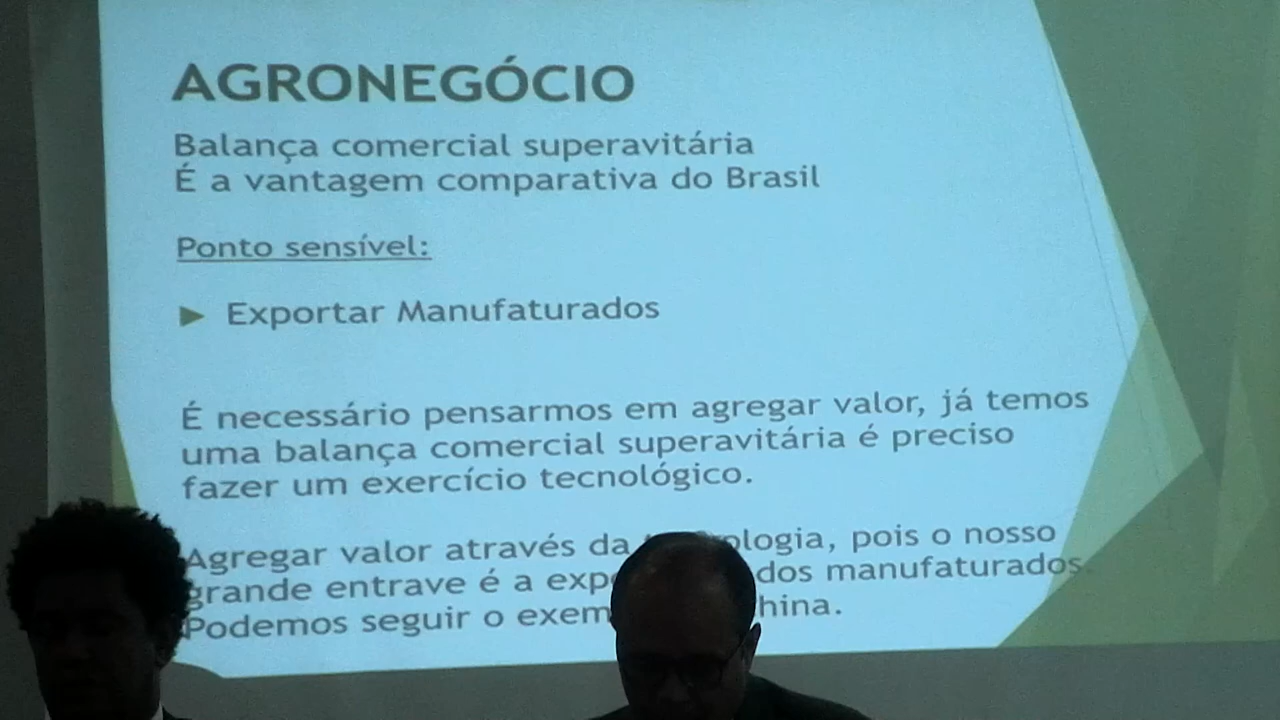 AGRONEGÓCIO
Balança comercial superavitária
É a vantagem comparativa do Brasil
Ponto sensível:
Exportar Manufaturados
É necessário pensarmos em agregar valor, já temos
uma balança comercial superavitária é preciso
fazer um exercício tecnológico.
Agregar valor através da pois o nosso
grande entrave é a dos manufaturados.
Podemos seguir o